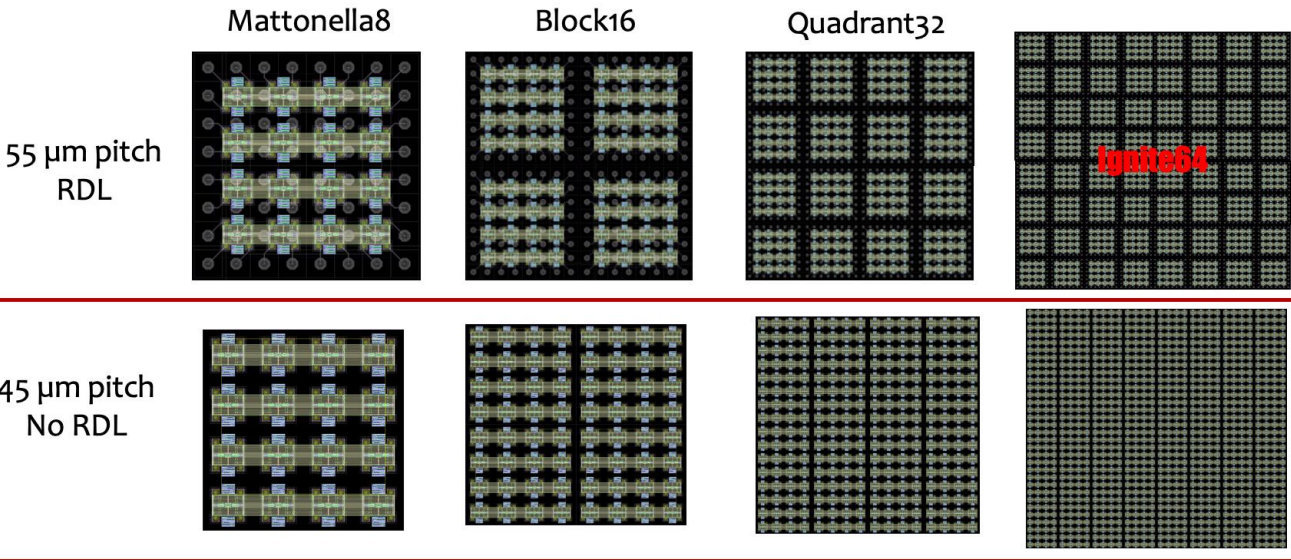 Mattonella8
Block16
Quadrant32
55 µm pitch
RDL
Ignite64
45 µm pitch
No RDL